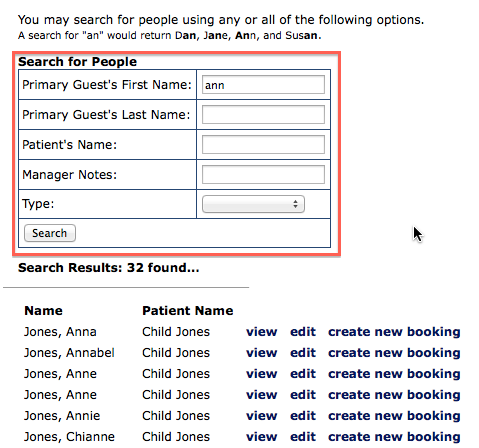 You may search for people using any or all of the following options.
A search for "an" would return Dan, Jane, Ann, and Susan.
Search for People
Primary Guest's First Name: ann
Primary Guest's Last Name:
Patient's Name:
Manager Notes:
Type:
Search
Search Results: 32 found...
Name Patient Name
Jones, Anna Child Jones view edit create new booking
Jones, Annabel Child Jones view edit create new booking
Jones, Anne Child Jones view edit create new booking
Jones, Anne Child Jones view edit create new booking
Jones, Annie Child Jones view edit create new booking
Jones, Chianne Child Jones view edit create new booking